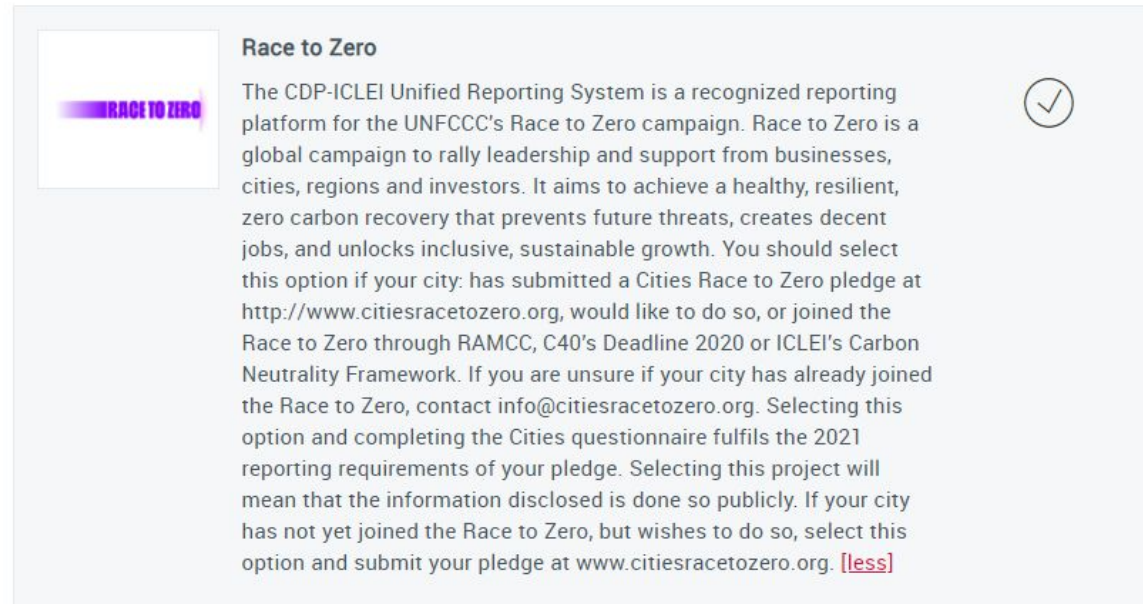 RACE TO ZERO
Race to Zero
The CDP-ICLEI Unified Reporting System is a recognized reporting
platform for the UNFCCC's Race to Zero campaign. Race to Zero is a
global campaign to rally leadership and support from businesses,
cities, regions and investors. It aims to achieve a healthy, resilient,
zero carbon recovery that prevents future threats, creates decent
jobs, and unlocks inclusive, sustainable growth. You should select
this option if your city: has submitted a Cities Race to Zero pledge at
http://www.citiesracetozero.org, would like to do so, or joined the
Race to Zero through RAMCC, C40's Deadline 2020 or ICLEI's Carbon
Neutrality Framework. If you are unsure if your city has already joined
the Race to Zero, contact info@citiesracetozero.org. Selecting this
option and completing the Cities questionnaire fulfils the 2021
reporting requirements of your pledge. Selecting this project will
mean that the information disclosed is done so publicly. If your city
has not yet joined the Race to Zero, but wishes to do so, select this
option and submit your pledge at www.citiesracetozero.org. [less]